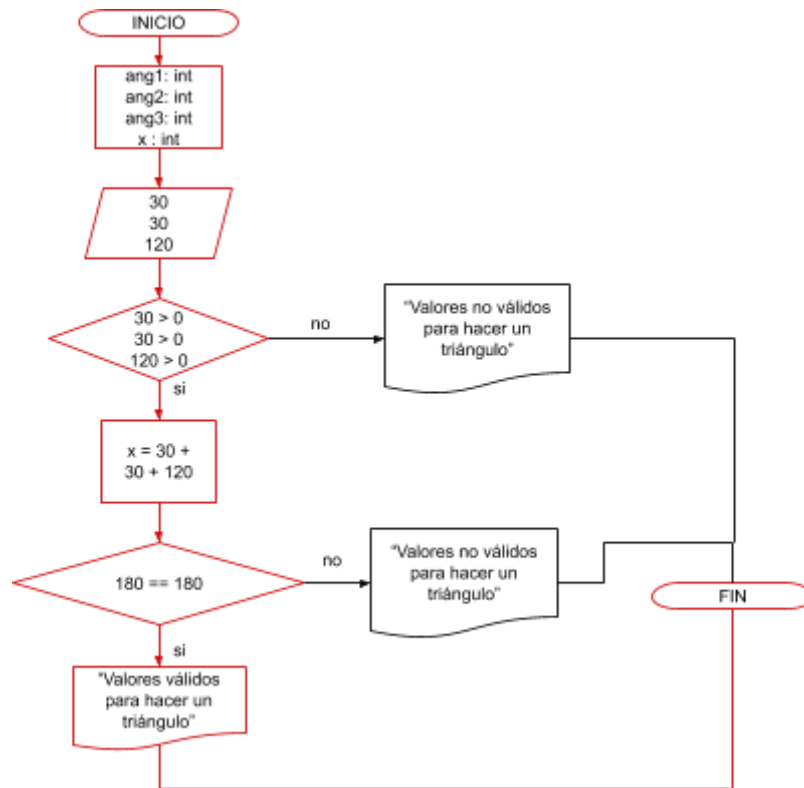 INICIO
ang1: int
ang2: int
ang3: int
x : int
30
30
120
30 > 0
30 > 0
120 > 0
no
"Valores no válidos
para hacer un
triángulo"
si
x = 30 +
30 + 120
180 == 180
no
"Valores no válidos
para hacer un
triángulo"
FIN
si
"Valores válidos
para hacer un
triángulo"